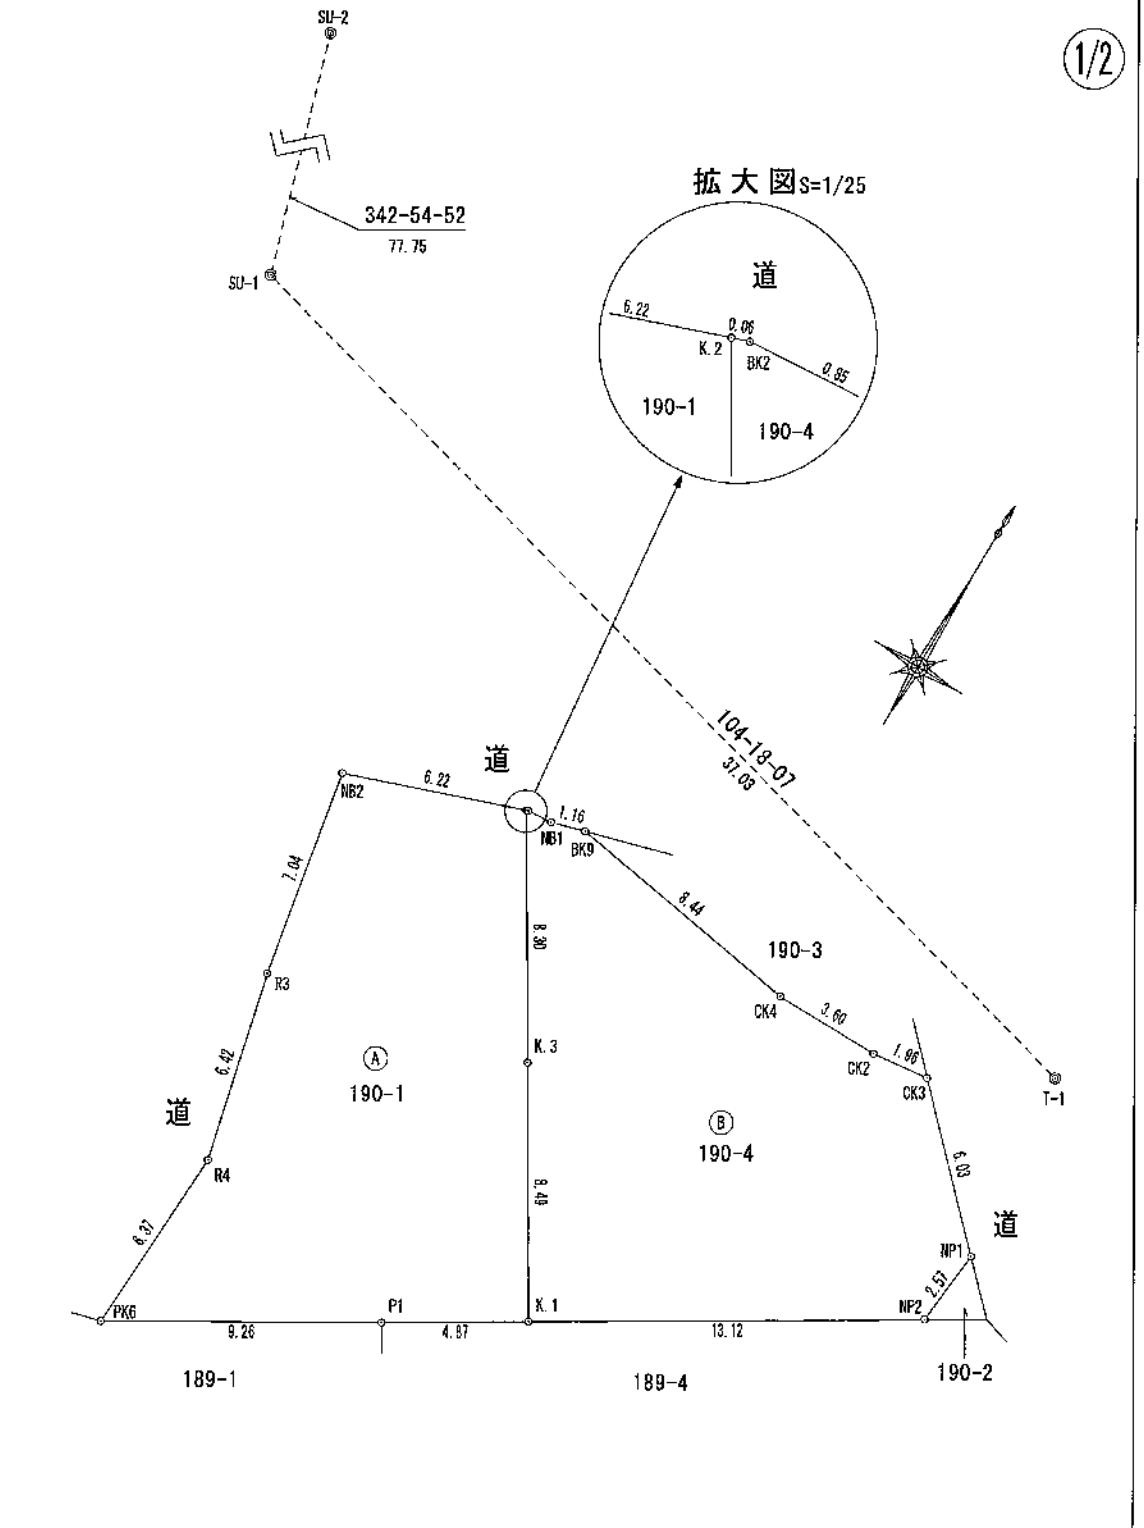 SU-2
1/2
拡大図 S=1/25
342-54-52
77.75
SU-1
道
6.22
0.06
K.2
BK2
0.85
190-1
190-4
104-18-07
37.03
道
NB2
6.22
1.16
NB1
BK9
7.04
8.30
8.44
190-3
R3
CK4
3.60
K.3
1.96
CK2
CK3
T-1
6.42
A
190-1
道
B
190-4
R4
6.03
8.49
6.37
道
NP1
2.57
PK6
P1
K.1
NP2
9.26
4.87
13.12
189-1
189-4
190-2